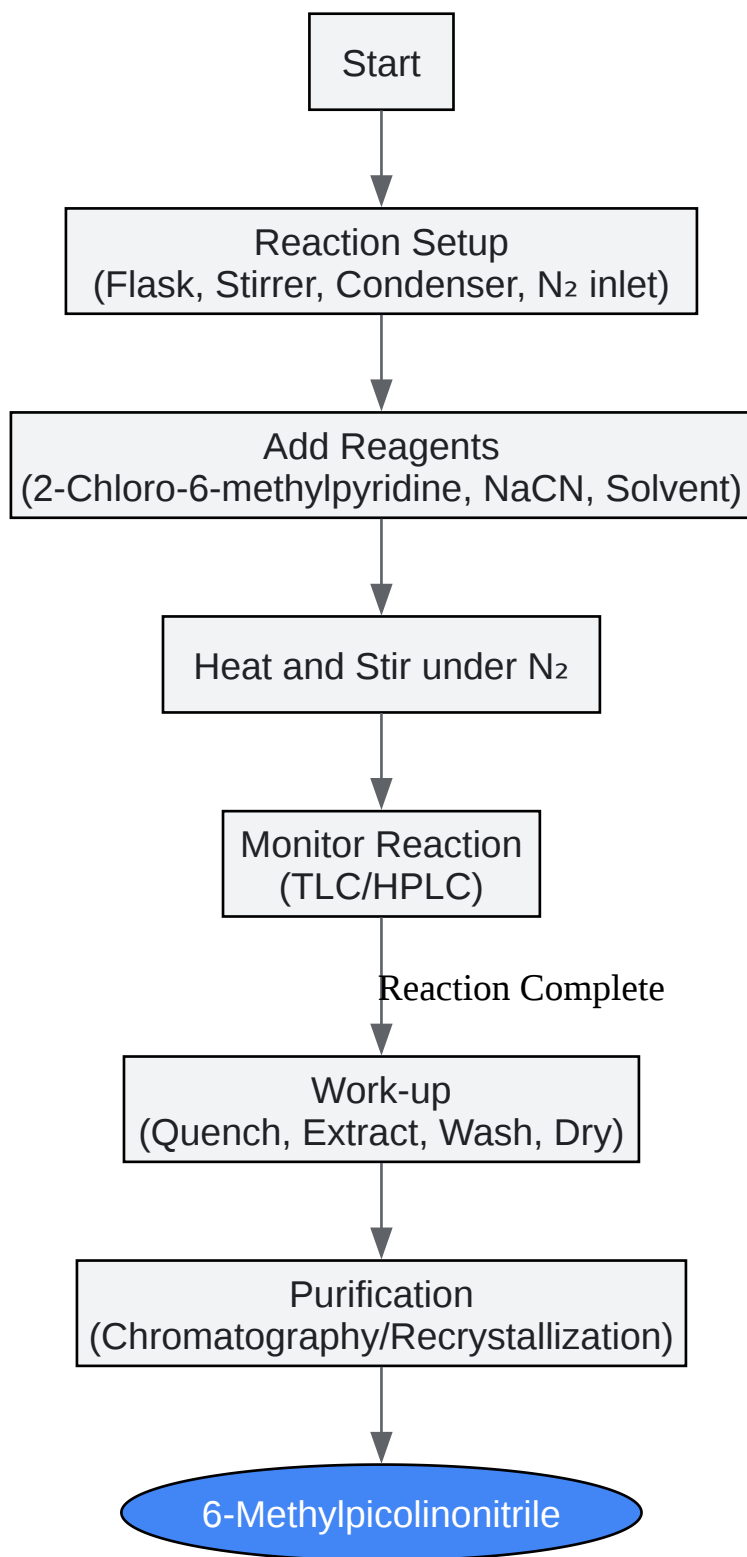 Start
Reaction Setup
(Flask, Stirrer, Condenser, N₂ inlet)
Add Reagents
(2-Chloro-6-methylpyridine, NaCN, Solvent)
Heat and Stir under N₂
Monitor Reaction
(TLC/HPLC)
Reaction Complete
Work-up
(Quench, Extract, Wash, Dry)
Purification
(Chromatography/Recrystallization)
6-Methylpicolinonitrile